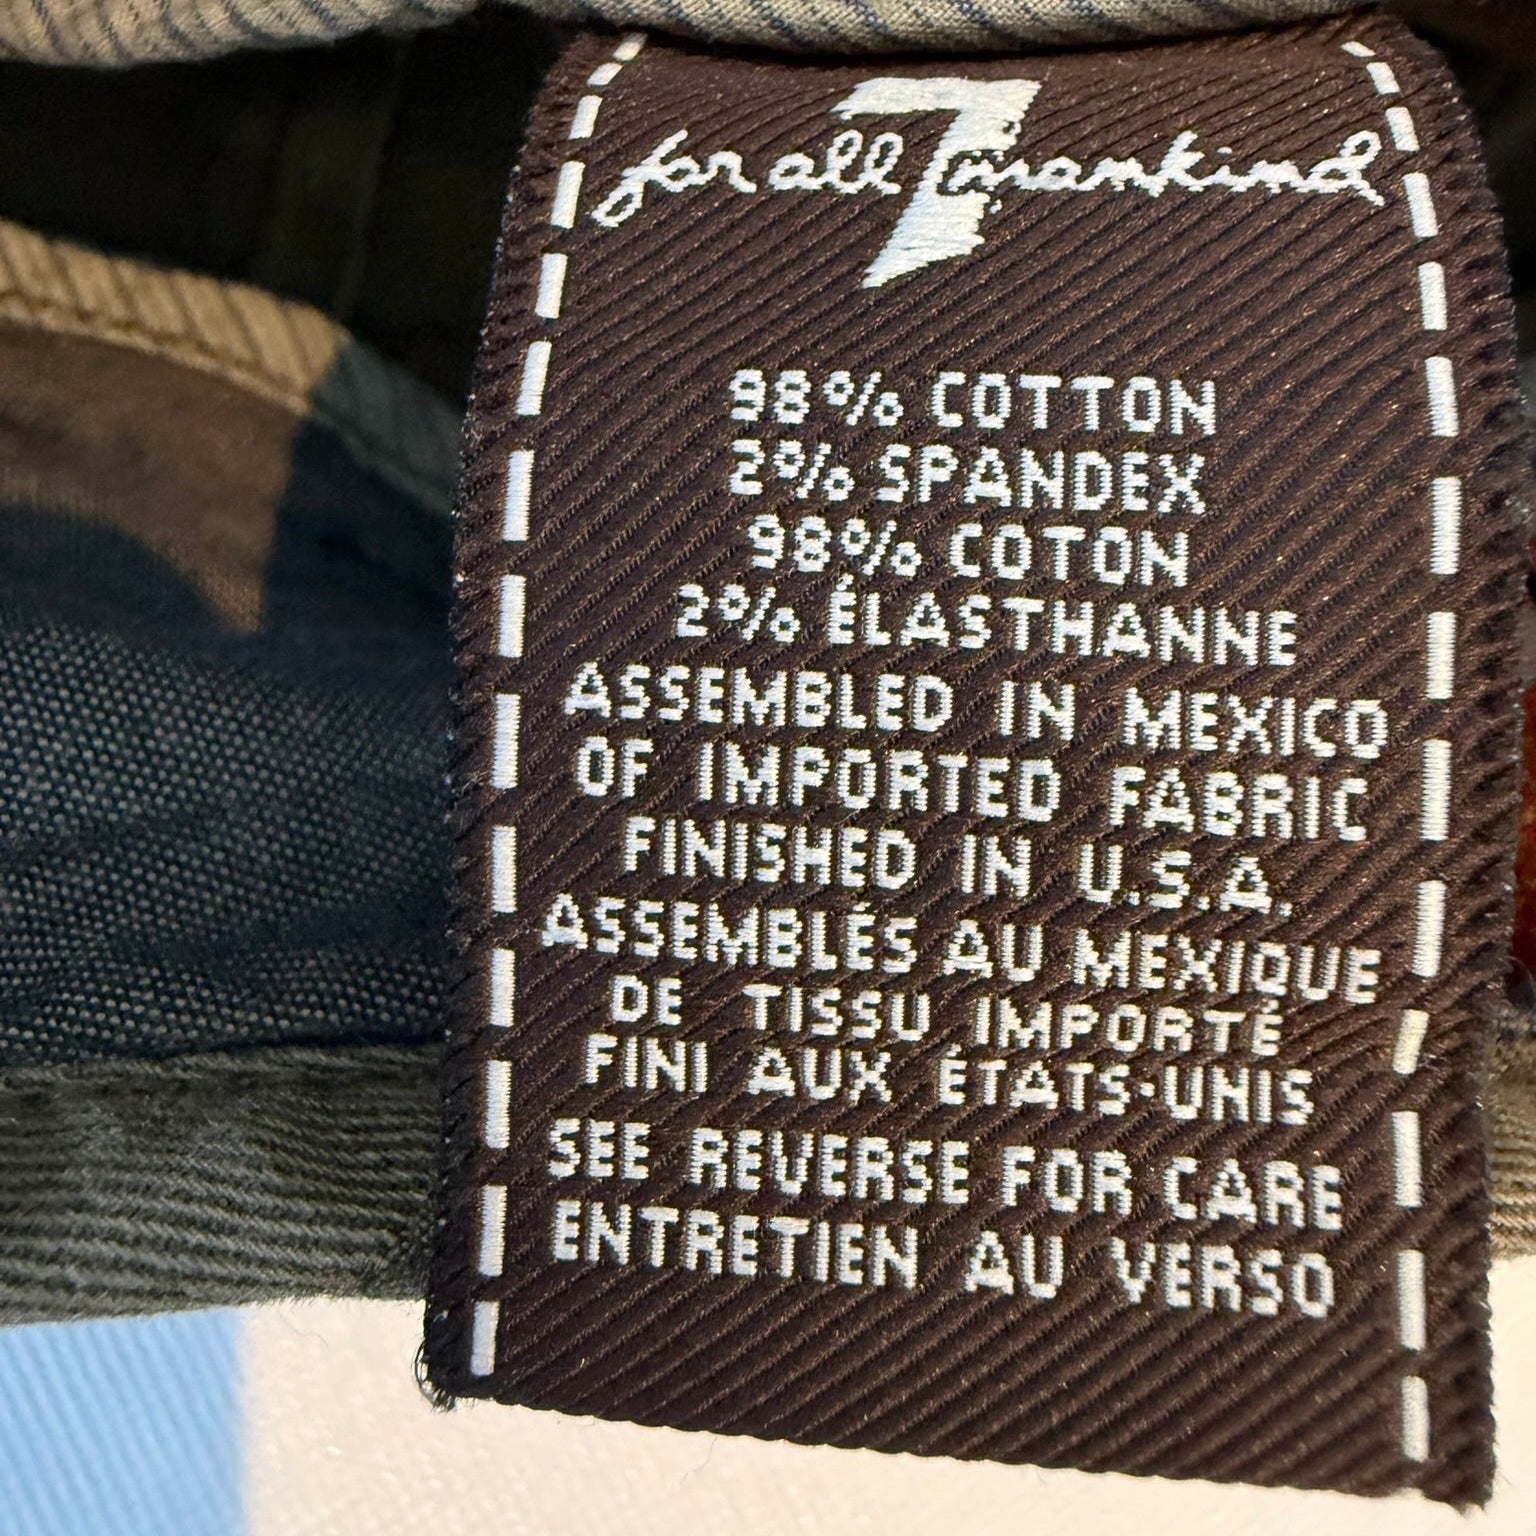 for all 7 mankind
98% COTTON
2% SPANDEX
98% COTON
2% ÉLASTHANNE
ASSEMBLED IN MEXICO
OF IMPORTED FABRIC
FINISHED IN U.S.A.
ASSEMBLÉS AU MEXIQUE
DE TISSU IMPORTÉ
FINI AUX ÉTATS-UNIS
SEE REVERSE FOR CARE
ENTRETIEN AU VERSO